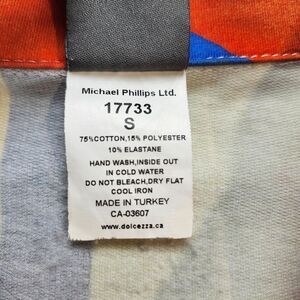 Michael Phillips Ltd.
17733
S
75%COTTON,15% POLYESTER
10% ELASTANE
HAND WASH,INSIDE OUT
IN COLD WATER
DO NOT BLEACH,DRY FLAT
COOL IRON
MADE IN TURKEY
CA-03607
www.dolcezza.ca